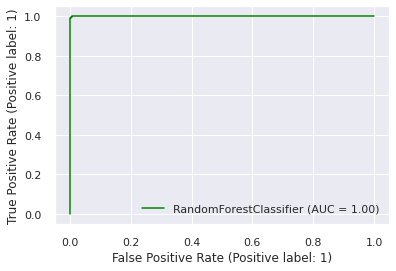 True Positive Rate (Positive label: 1)
1.0
0.8
0.6
0.4
0.2
0.0
RandomForestClassifier (AUC = 1.00)
0.0 0.2 0.4 0.6 0.8 1.0
False Positive Rate (Positive label: 1)